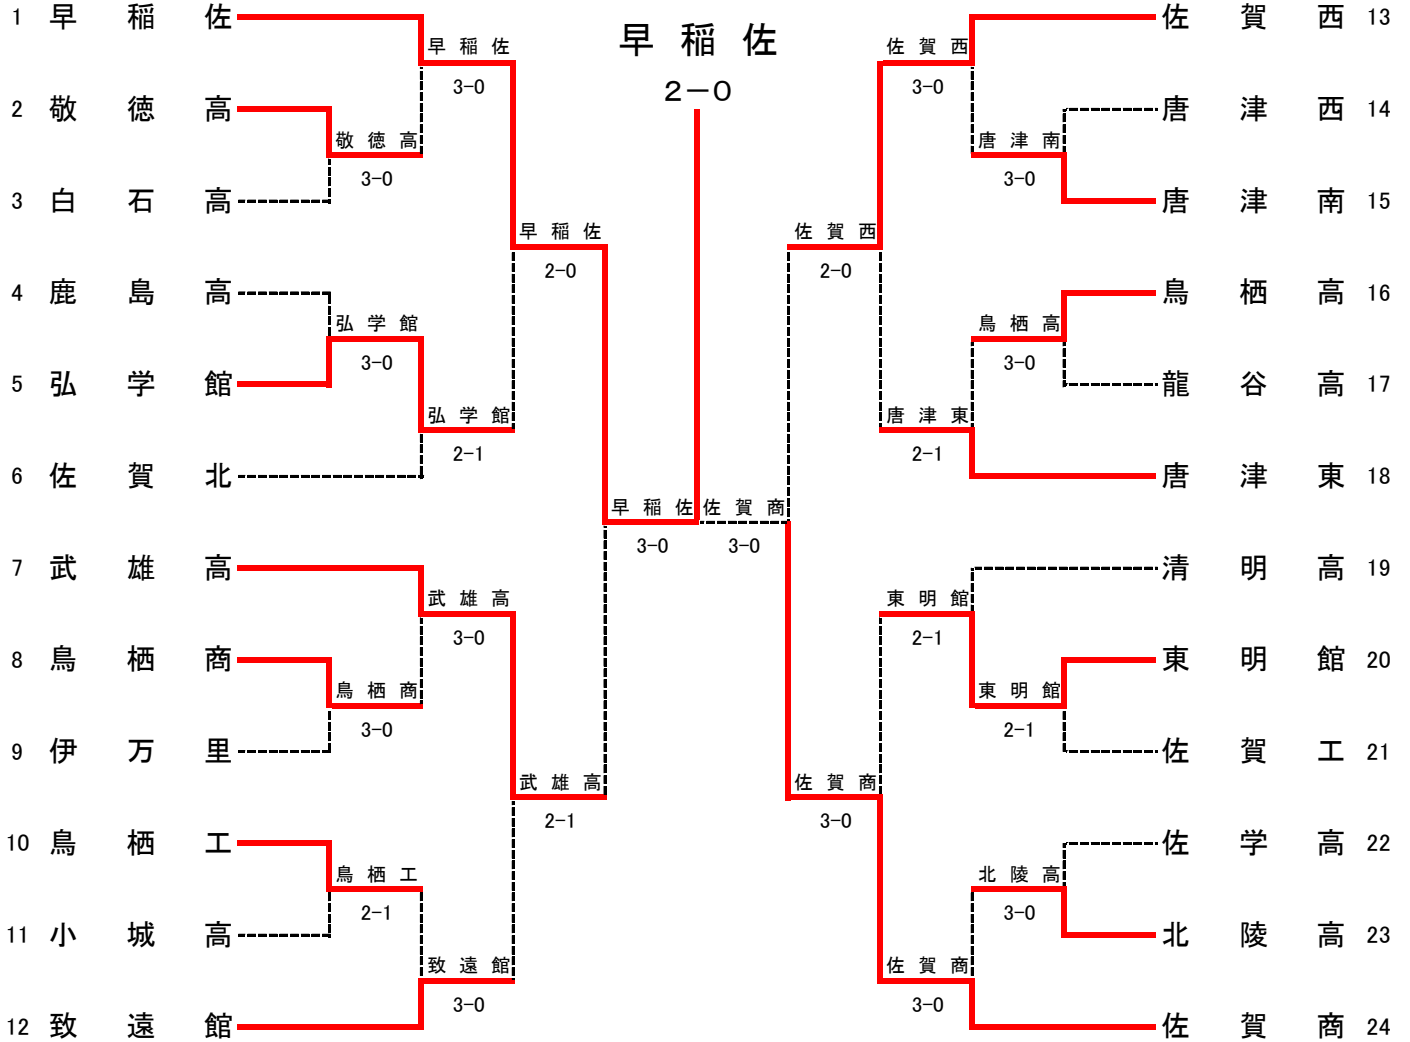 早稲佐
2－0
1 早稲佐
2 敬徳高
3 白石高
4 鹿島高
5 弘学館
6 佐賀北
7 武雄高
8 鳥栖商
9 伊万里
10 鳥栖工
11 小城高
12 致遠館
敬徳高
3-0
弘学館
3-0
鳥栖商
3-0
鳥栖工
2-1
早稲佐
3-0
弘学館
2-1
武雄高
3-0
致遠館
3-0
早稲佐
2-0
武雄高
2-1
早稲佐
3-0
佐賀商
3-0
佐賀西
2-0
佐賀商
3-0
佐賀西
3-0
唐津東
2-1
東明館
2-1
佐賀商
3-0
唐津南
3-0
鳥栖高
3-0
東明館
2-1
北陵高
3-0
佐賀西 13
唐津西 14
唐津南 15
鳥栖高 16
龍谷高 17
唐津東 18
清明高 19
東明館 20
佐賀工 21
佐学高 22
北陵高 23
佐賀商 24